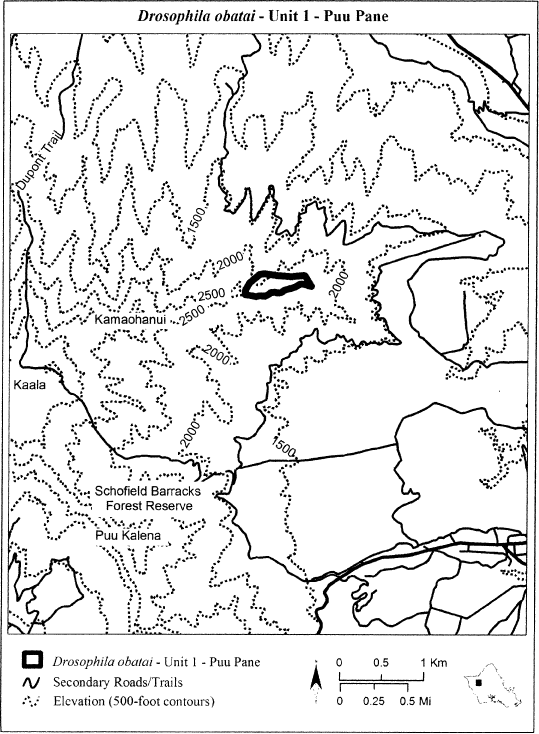 Drosophila obatai - Unit 1 - Puu Pane
Dupont Trail
1500
2000
2500
2000
2500
Kamaohanui
2000
Kaala
2000
1500
Schofield Barracks
Forest Reserve
Puu Kalena
Drosophila obatai - Unit 1 - Puu Pane
Secondary Roads/Trails
Elevation (500-foot contours)
0 0.5 1 Km
0 0.25 0.5 Mi